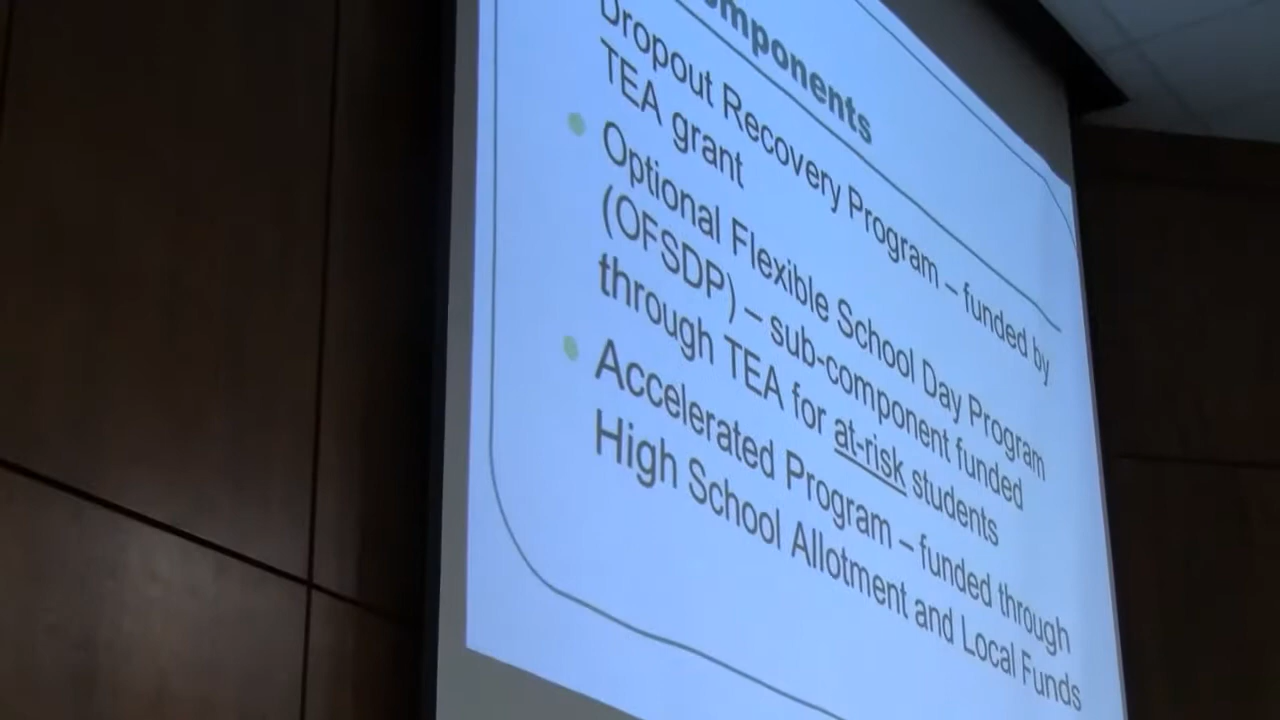 omponents
Dropout Recovery Program – funded by
TEA grant
Optional Flexible School Day Program
(OFSDP) – sub-component funded
through TEA for at-risk students
Accelerated Program – funded through
High School Allotment and Local Funds